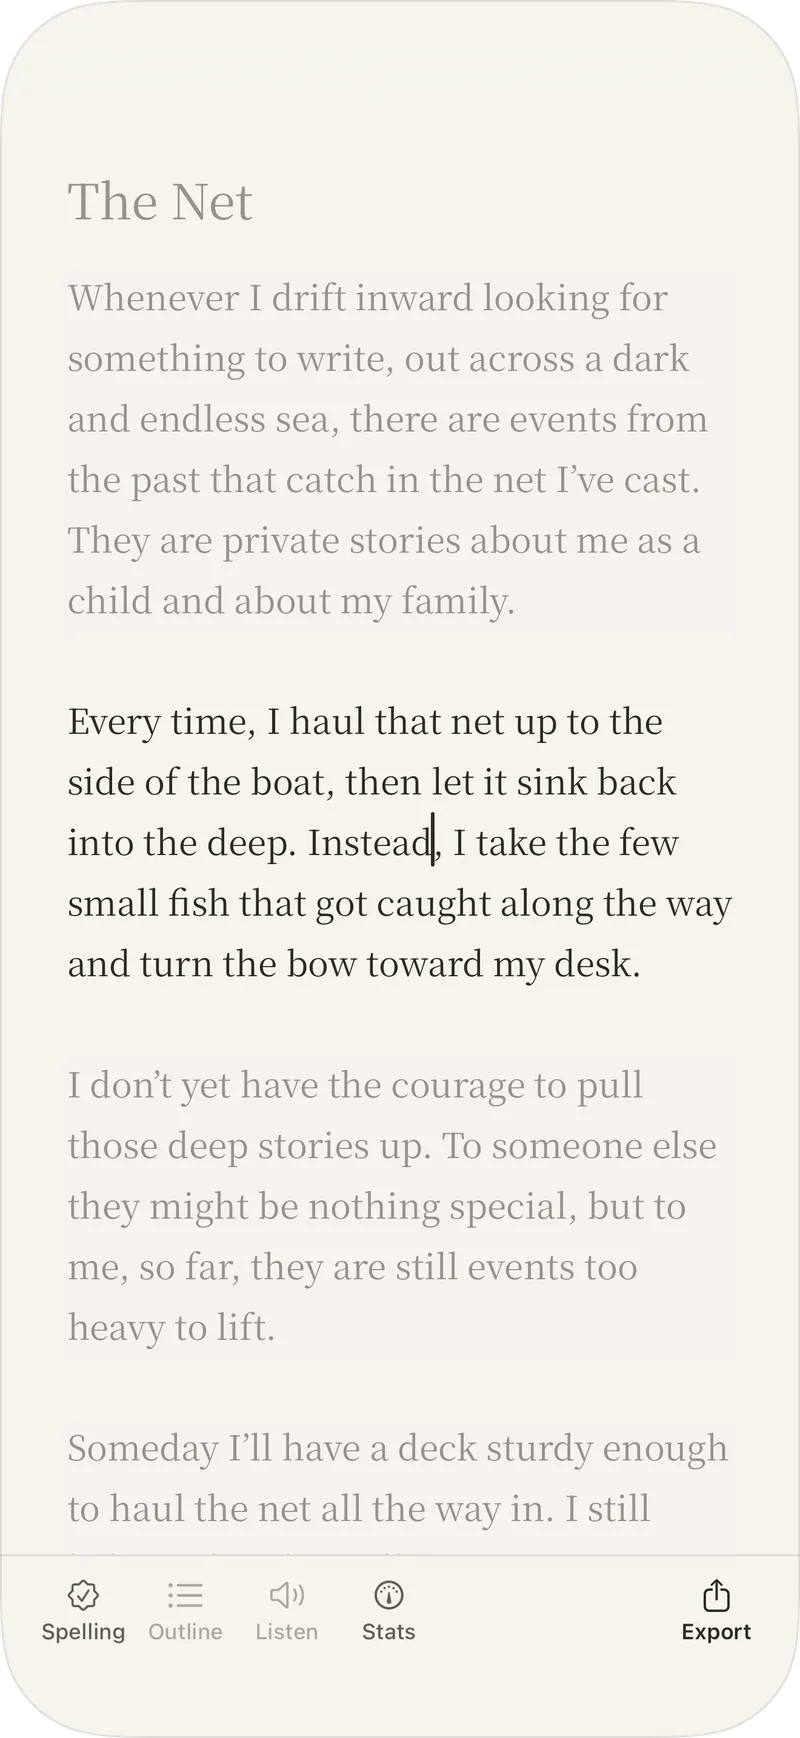 The Net
Whenever I drift inward looking for
something to write, out across a dark
and endless sea, there are events from
the past that catch in the net I’ve cast.
They are private stories about me as a
child and about my family.
Every time, I haul that net up to the
side of the boat, then let it sink back
into the deep. Instead, I take the few
small fish that got caught along the way
and turn the bow toward my desk.
I don’t yet have the courage to pull
those deep stories up. To someone else
they might be nothing special, but to
me, so far, they are still events too
heavy to lift.
Someday I’ll have a deck sturdy enough
to haul the net all the way in. I still
Spelling
Outline
Listen
Stats
Export